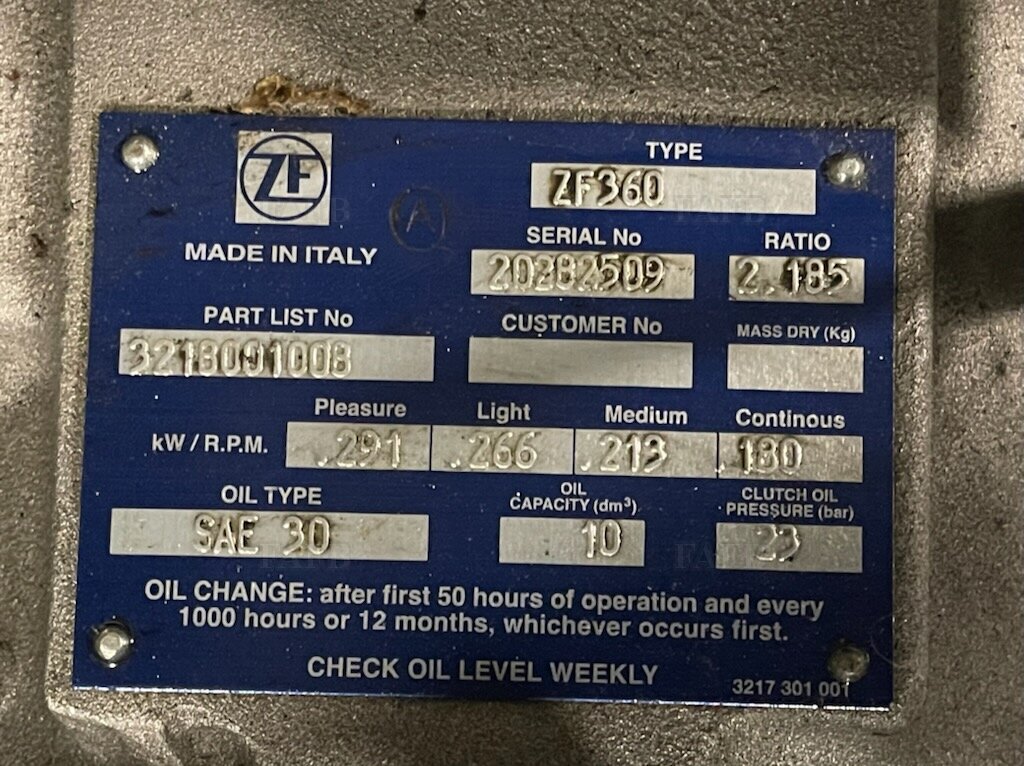 ZF
MADE IN ITALY
A
TYPE
ZF360
SERIAL No
20282509
RATIO
2.185
PART LIST No
3218001008
CUSTOMER No
MASS DRY (Kg)
Pleasure Light Medium Continous
kW / R.P.M. .291 .266 .213 .180
OIL TYPE
SAE 30
OIL
CAPACITY (dm³)
10
CLUTCH OIL
PRESSURE (bar)
23
OIL CHANGE: after first 50 hours of operation and every
1000 hours or 12 months, whichever occurs first.
CHECK OIL LEVEL WEEKLY
3217 301 001